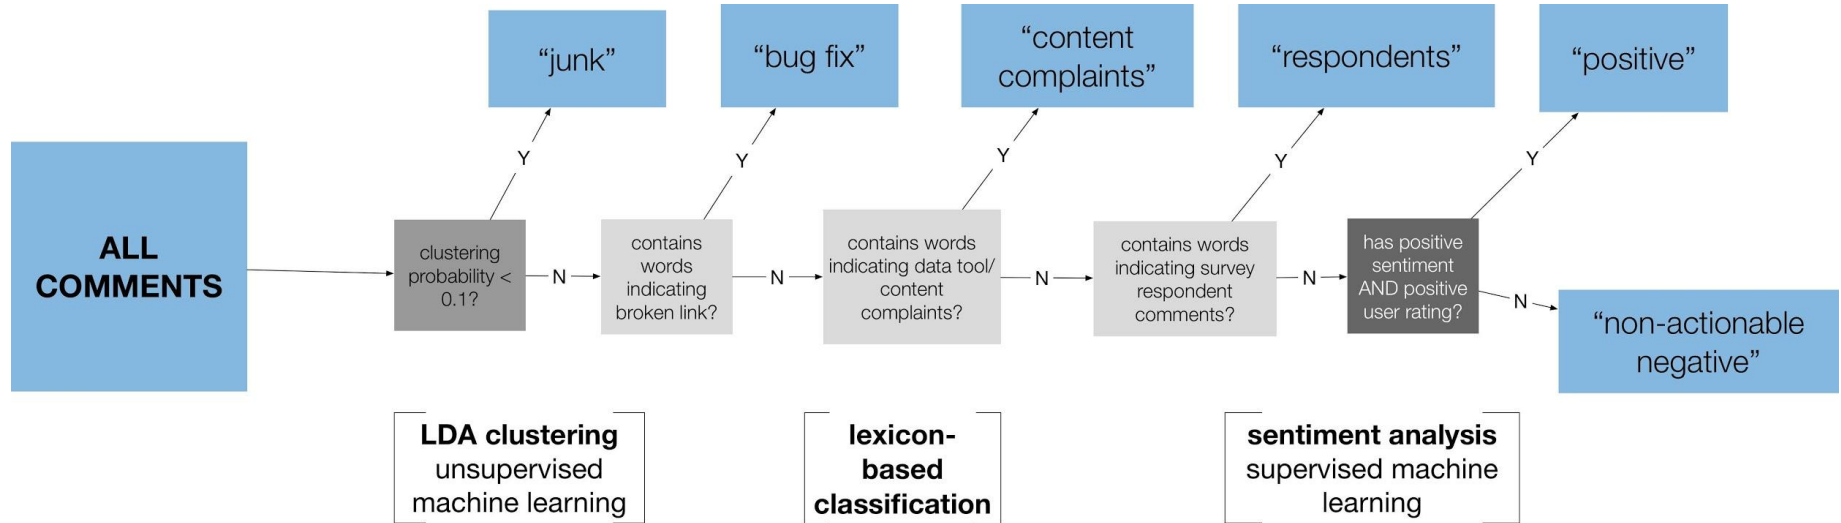 “junk”
“bug fix”
“content
complaints”
“respondents”
“positive”
Y
Y
Y
Y
Y
ALL
COMMENTS
clustering
probability <
0.1?
N
contains
words
indicating
broken link?
N
contains words
indicating data tool/
content
complaints?
N
contains words
indicating survey
respondent
comments?
N
has positive
sentiment
AND positive
user rating?
N
“non-actionable
negative”
LDA clustering
unsupervised
machine learning
lexicon-
based
classification
sentiment analysis
supervised machine
learning